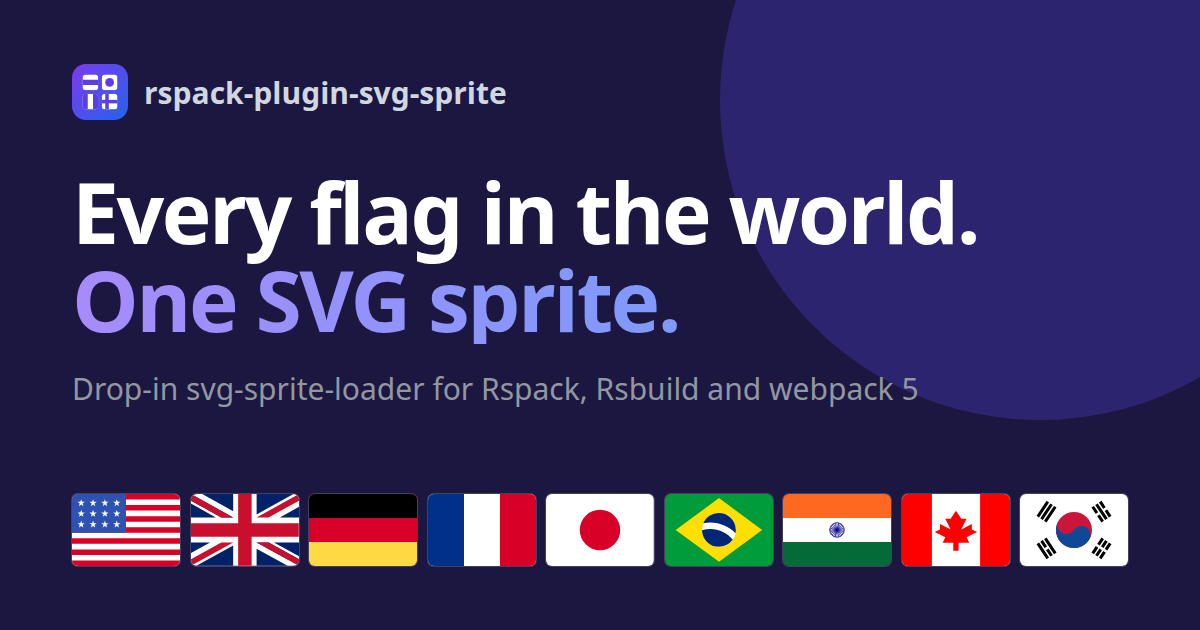 rspack-plugin-svg-sprite
Every flag in the world.
One SVG sprite.
Drop-in svg-sprite-loader for Rspack, Rsbuild and webpack 5